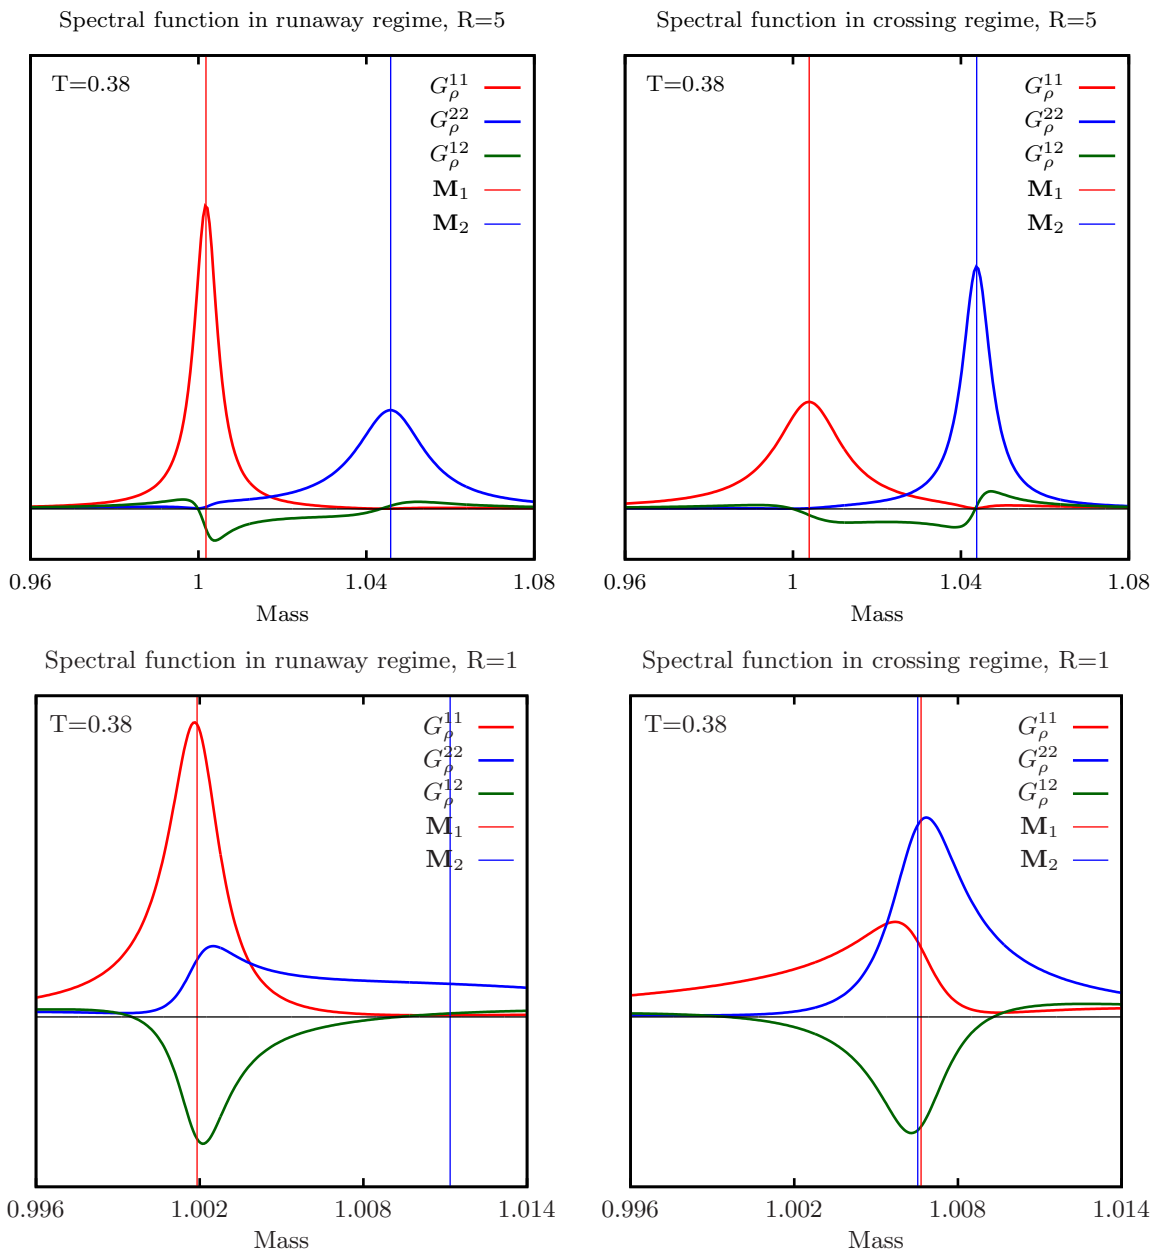 Spectral function in runaway regime, R=5
T=0.38
G_ρ^11
G_ρ^22
G_ρ^12
M_1
M_2
0.96 1 1.04 1.08
Mass
Spectral function in crossing regime, R=5
T=0.38
G_ρ^11
G_ρ^22
G_ρ^12
M_1
M_2
0.96 1 1.04 1.08
Mass
Spectral function in runaway regime, R=1
T=0.38
G_ρ^11
G_ρ^22
G_ρ^12
M_1
M_2
0.996 1.002 1.008 1.014
Mass
Spectral function in crossing regime, R=1
T=0.38
G_ρ^11
G_ρ^22
G_ρ^12
M_1
M_2
0.996 1.002 1.008 1.014
Mass